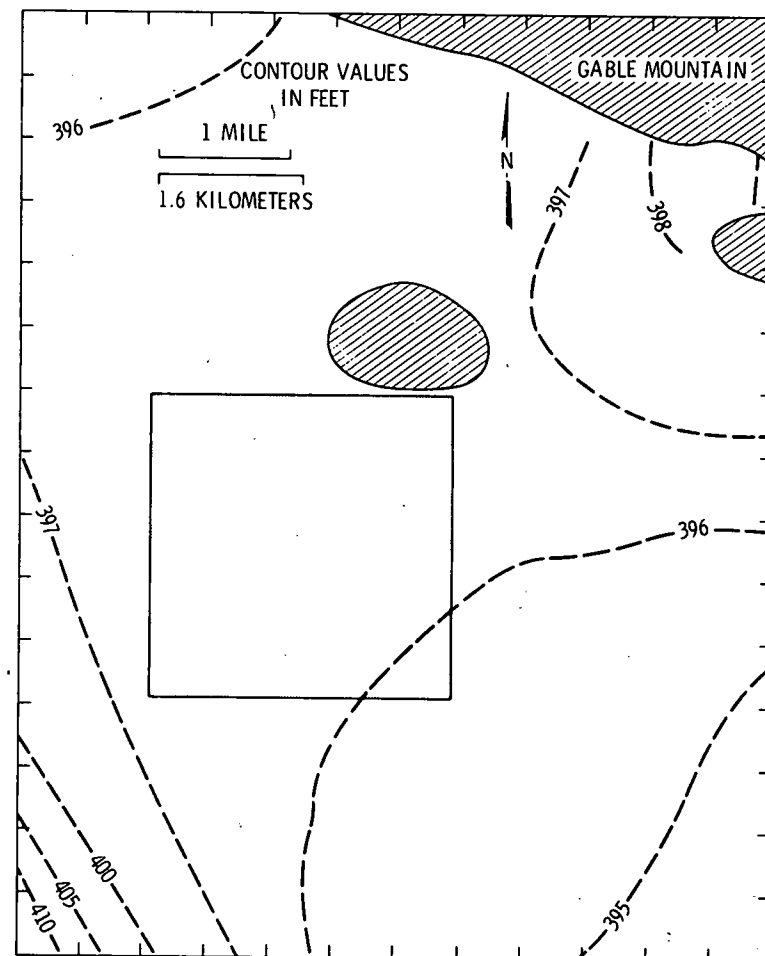 CONTOUR VALUES
IN FEET
GABLE MOUNTAIN
396
1 MILE
N
1.6 KILOMETERS
397
398
397
396
400
405
410
395